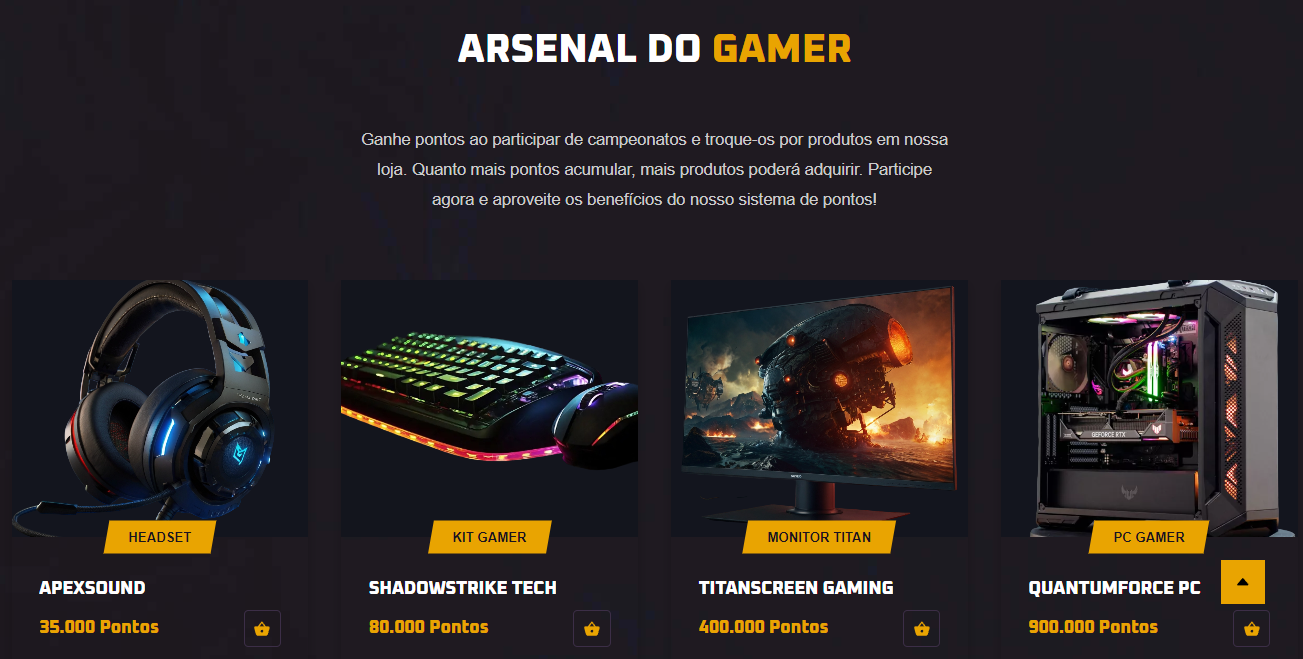 ARSENAL DO GAMER
Ganhe pontos ao participar de campeonatos e troque-os por produtos em nossa
loja. Quanto mais pontos acumular, mais produtos poderá adquirir. Participe
agora e aproveite os benefícios do nosso sistema de pontos!
GEFORCE RTX
HEADSET
KIT GAMER
MONITOR TITAN
PC GAMER
APEXSOUND
SHADOWSTRIKE TECH
TITANSCREEN GAMING
QUANTUMFORCE PC
35.000 Pontos
80.000 Pontos
400.000 Pontos
900.000 Pontos